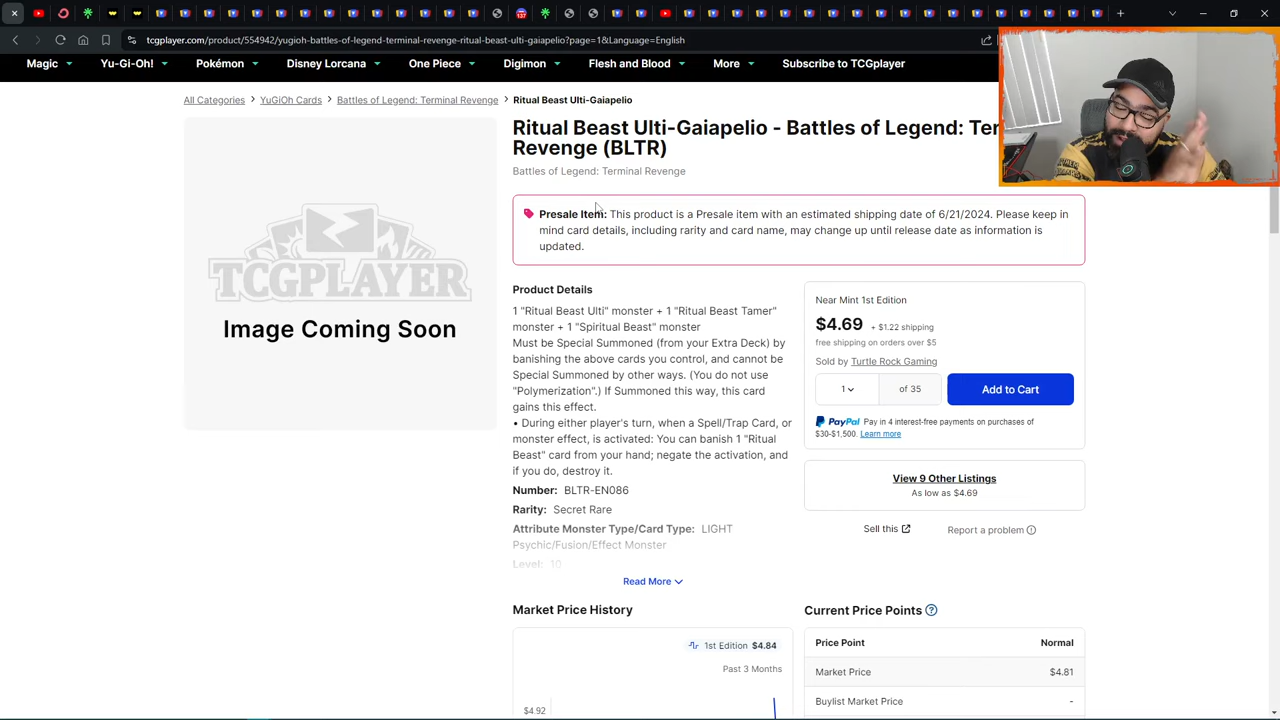 137
tcgplayer.com/product/554942/yugioh-battles-of-legend-terminal-revenge-ritual-beast-ulti-gaiapelio?page=1&Language=English
Magic Yu-Gi-Oh! Pokémon Disney Lorcana One Piece Digimon Flesh and Blood More Subscribe to TCGplayer
All Categories YuGiOh Cards Battles of Legend: Terminal Revenge Ritual Beast Ulti-Gaiapelio
TCGPLAYER
Image Coming Soon
Ritual Beast Ulti-Gaiapelio - Battles of Legend: Ter
Revenge (BLTR)
Battles of Legend: Terminal Revenge
Presale Item: This product is a Presale item with an estimated shipping date of 6/21/2024. Please keep in
mind card details, including rarity and card name, may change up until release date as information is
updated.
Product Details
1 "Ritual Beast Ulti" monster + 1 "Ritual Beast Tamer"
monster + 1 "Spiritual Beast" monster
Must be Special Summoned (from your Extra Deck) by
banishing the above cards you control, and cannot be
Special Summoned by other ways. (You do not use
"Polymerization".) If Summoned this way, this card
gains this effect.
• During either player's turn, when a Spell/Trap Card, or
monster effect, is activated: You can banish 1 "Ritual
Beast" card from your hand; negate the activation, and
if you do, destroy it.
Number: BLTR-EN086
Rarity: Secret Rare
Attribute Monster Type/Card Type: LIGHT
Psychic/Fusion/Effect Monster
Level: 10
Read More
Near Mint 1st Edition
$4.69 + $1.22 shipping
free shipping on orders over $5
Sold by Turtle Rock Gaming
1 of 35 Add to Cart
PayPal Pay in 4 interest-free payments on purchases of
$30-$1,500. Learn more
View 9 Other Listings
As low as $4.69
Sell this Report a problem
Market Price History
1st Edition $4.84
Past 3 Months
$4.92
Current Price Points
Price Point Normal
Market Price $4.81
Buylist Market Price -